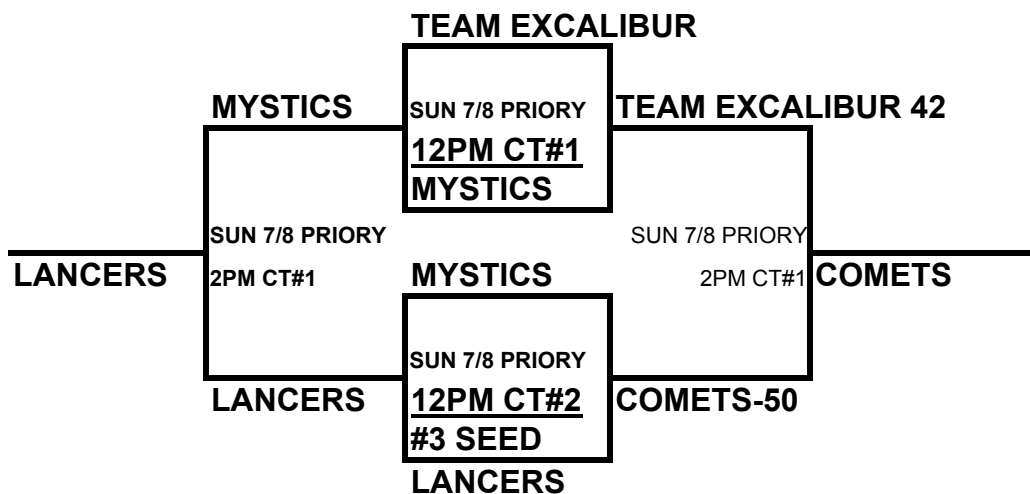 TEAM EXCALIBUR
MYSTICS
SUN 7/8 PRIORY
TEAM EXCALIBUR 42
12PM CT#1
MYSTICS
SUN 7/8 PRIORY
SUN 7/8 PRIORY
LANCERS
2PM CT#1
MYSTICS
2PM CT#1
COMETS
SUN 7/8 PRIORY
LANCERS
12PM CT#2
COMETS-50
#3 SEED
LANCERS